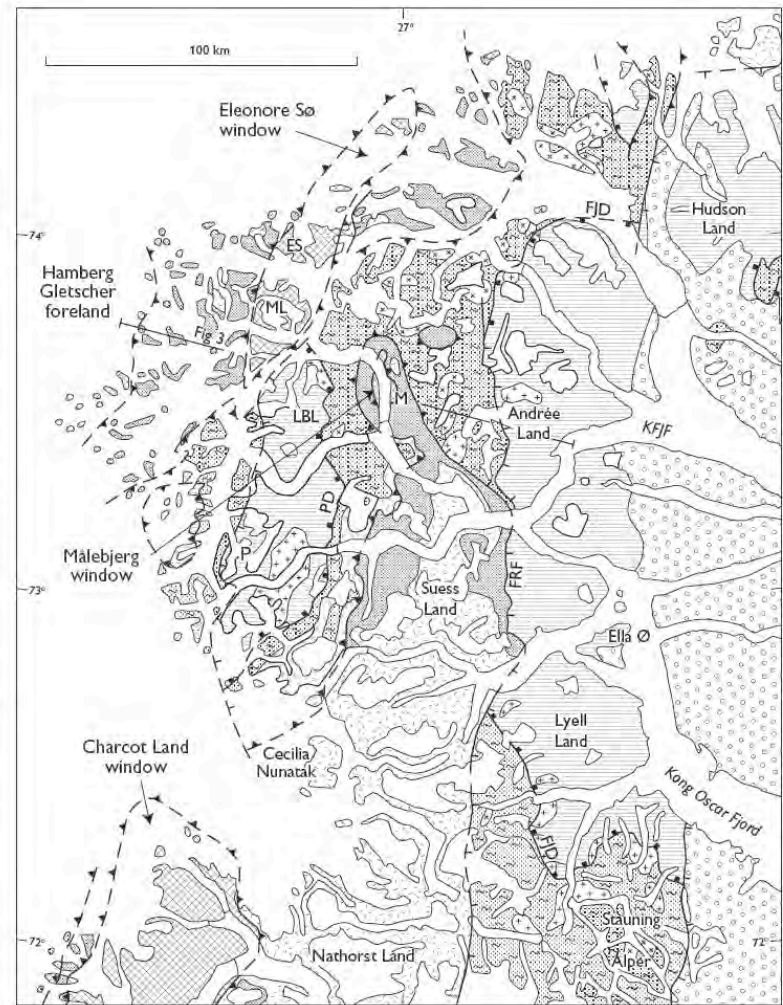 27°
100 km
Eleonore Sø
window
FJD
Hudson
Land
74°
ES
Hamberg
Gletscher
foreland
ML
Fig 3
M
LBL
Andrée
Land
KFJF
PD
Målebjerg
window
P
Suess
Land
FRF
73°
Ella Ø
Lyell
Land
Charcot Land
window
Cecilia
Nunatak
Kong Oscar Fjord
FJD
Stauning
Alper
Nathorst Land
72°
72°